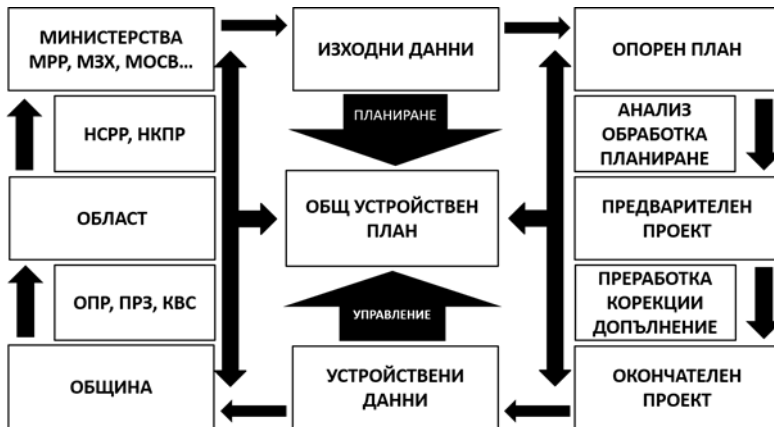 МИНИСТЕРСТВА
МРР, МЗХ, МОСВ...
ИЗХОДНИ ДАННИ
ОПОРЕН ПЛАН
НСРР, НКПР
ПЛАНИРАНЕ
АНАЛИЗ
ОБРАБОТКА
ПЛАНИРАНЕ
ОБЛАСТ
ОБЩ УСТРОЙСТВЕН
ПЛАН
ПРЕДВАРИТЕЛЕН
ПРОЕКТ
ОПР, ПРЗ, КВС
УПРАВЛЕНИЕ
ПРЕРАБОТКА
КОРЕКЦИИ
ДОПЪЛНЕНИЕ
ОБЩИНА
УСТРОЙСТВЕНИ
ДАННИ
ОКОНЧАТЕЛЕН
ПРОЕКТ